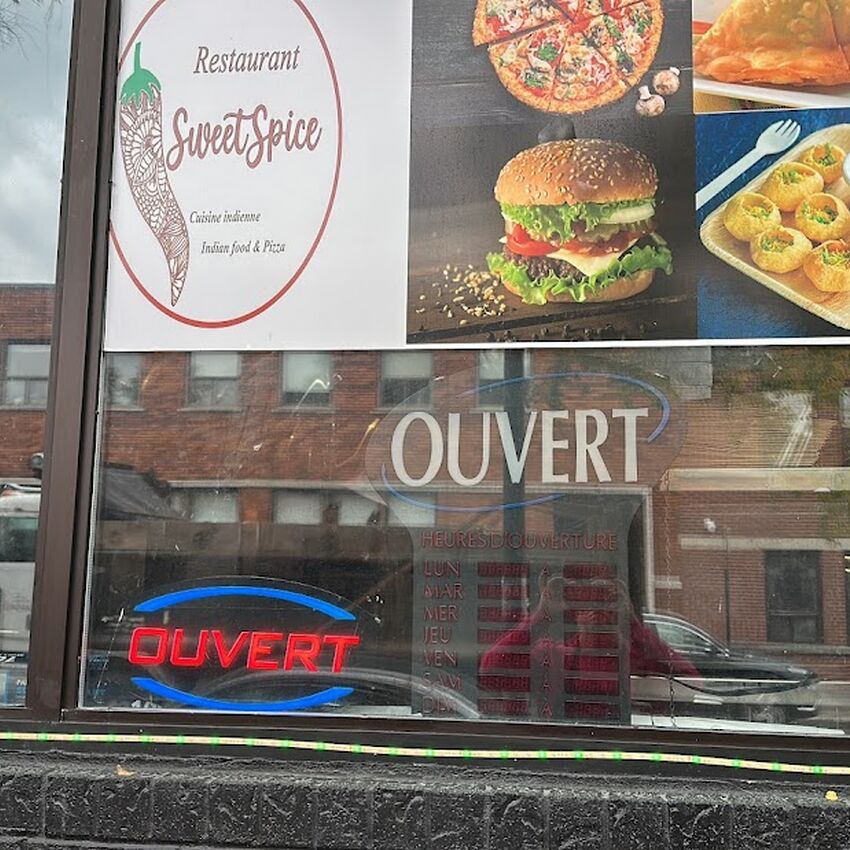 Restaurant
SweetSpice
Cuisine indienne
Indian food & Pizza
OUVERT
HEURES D'OUVERTURE
LUN A
MAR A
MER A
JEU A
VEN A
SAM A
DIM A
OUVERT